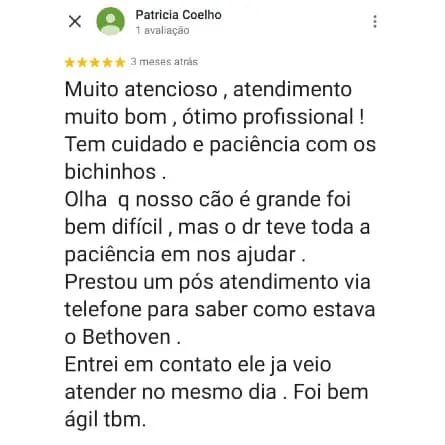 Patricia Coelho
1 avaliação
3 meses atrás
Muito atencioso , atendimento
muito bom , ótimo profissional !
Tem cuidado e paciência com os
bichinhos .
Olha q nosso cão é grande foi
bem difícil , mas o dr teve toda a
paciência em nos ajudar .
Prestou um pós atendimento via
telefone para saber como estava
o Bethoven .
Entrei em contato ele ja veio
atender no mesmo dia . Foi bem
ágil tbm.